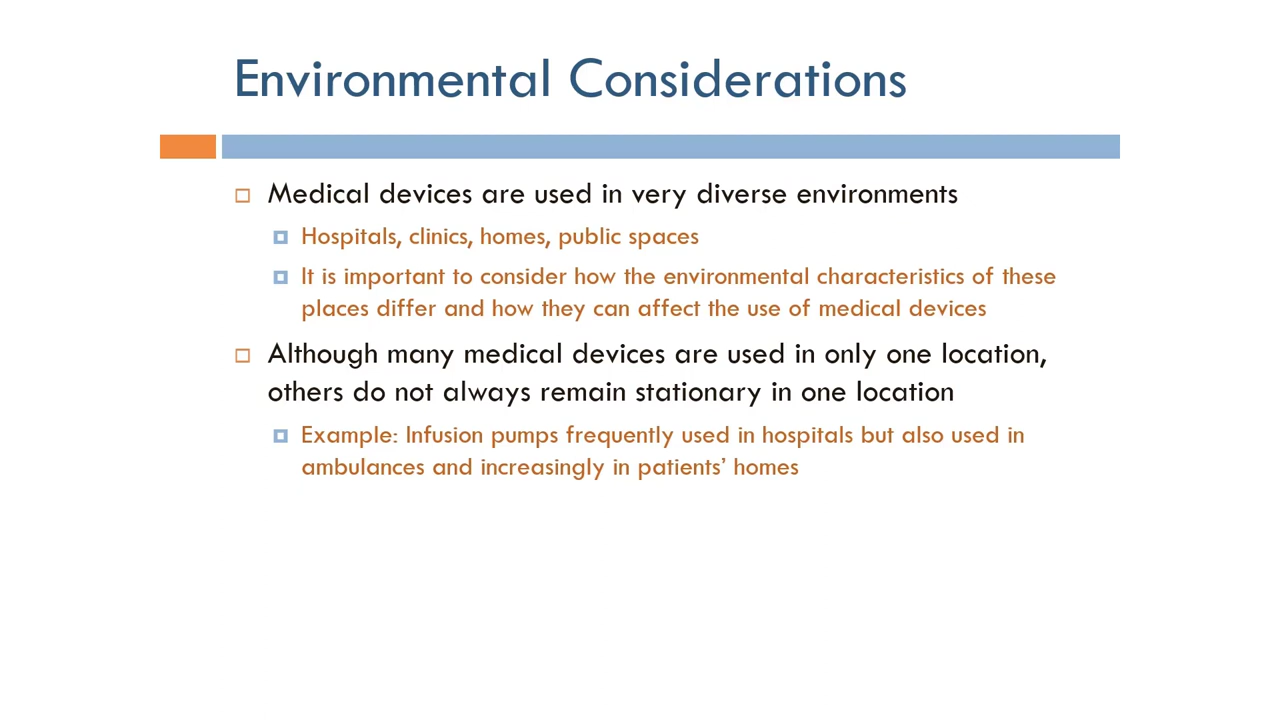 Environmental Considerations
Medical devices are used in very diverse environments
Hospitals, clinics, homes, public spaces
It is important to consider how the environmental characteristics of these
places differ and how they can affect the use of medical devices
Although many medical devices are used in only one location,
others do not always remain stationary in one location
Example: Infusion pumps frequently used in hospitals but also used in
ambulances and increasingly in patients’ homes